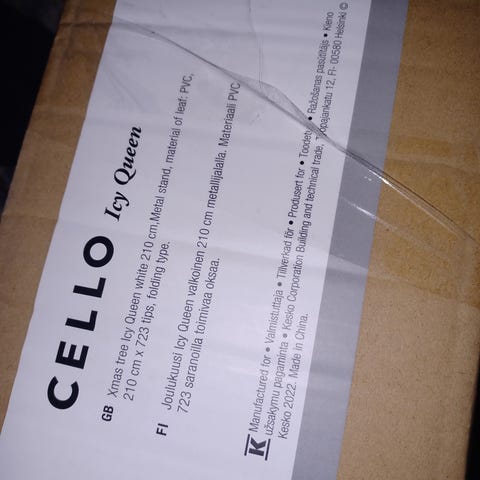 CELLO Icy Queen
GB Xmas tree Icy Queen white 210 cm,Metal stand, material of leaf: PVC,
210 cm x 723 tips, folding type.
FI Joulukuusi Icy Queen valkoinen 210 cm metallijalalla. Materiaali PVC
723 saranoilla toimivaa oksaa.
K Manufactured for • Valmistuttaja • Tillverkad för • Produsert for • Toodetud • Ražošanas pasūtītājs • Kieno
užsakymu pagaminta • Kesko Corporation Building and technical trade, Työpajankatu 12, FI- 00580 Helsinki ©
Kesko 2022. Made in China.